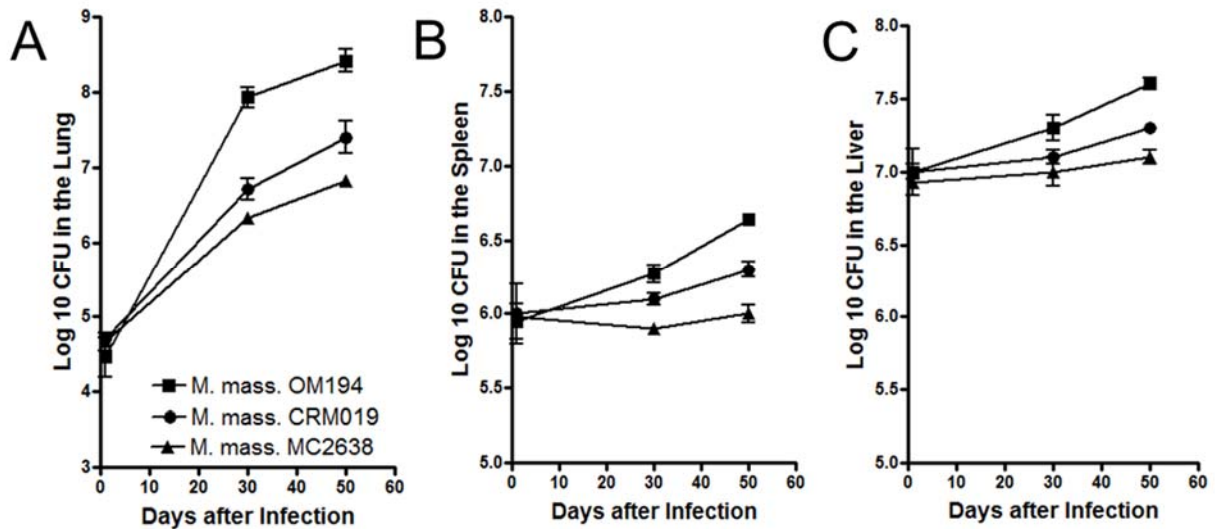 A
Log 10 CFU in the Lung
9
8
7
6
5
4
3
M. mass. OM194
M. mass. CRM019
M. mass. MC2638
0 10 20 30 40 50 60
Days after Infection
B
Log 10 CFU in the Spleen
8.0
7.5
7.0
6.5
6.0
5.5
5.0
0 10 20 30 40 50 60
Days after Infection
C
Log 10 CFU in the Liver
8.0
7.5
7.0
6.5
6.0
5.5
5.0
0 10 20 30 40 50 60
Days after Infection